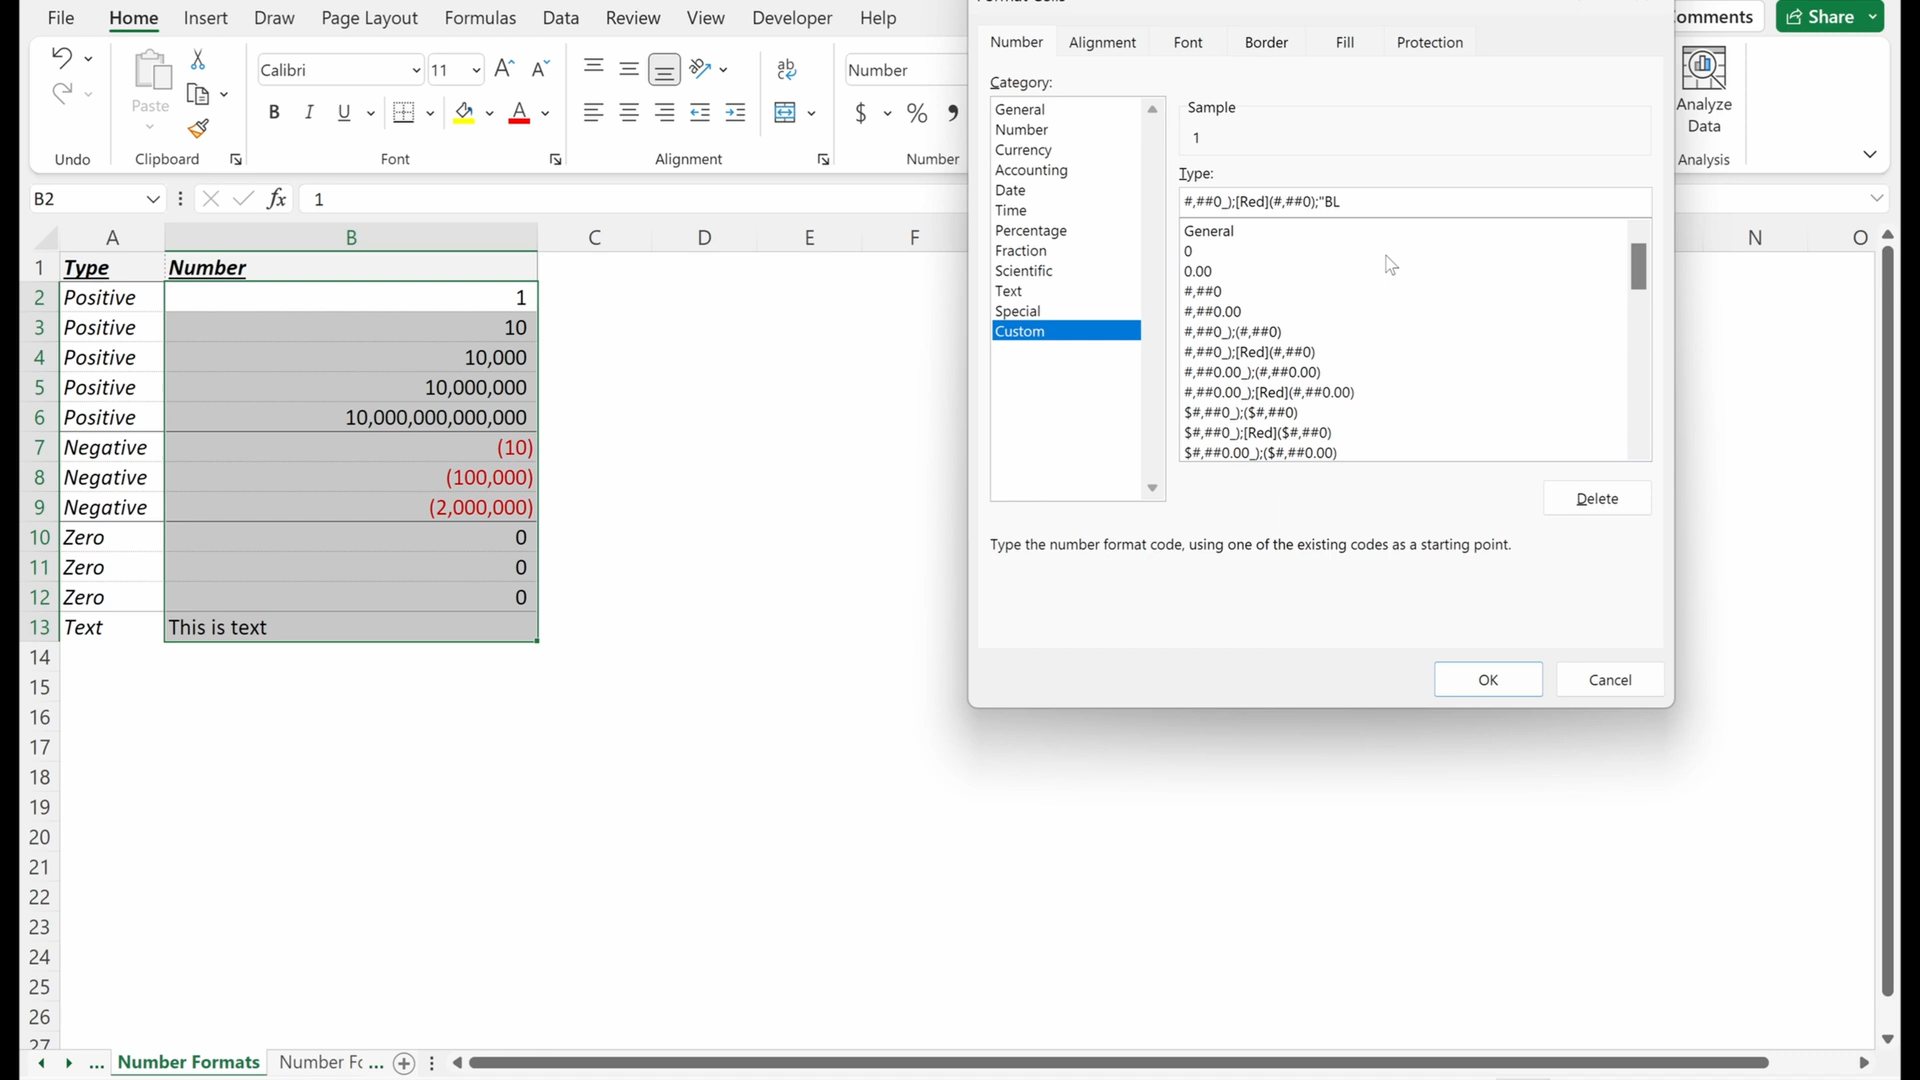 File Home Insert Draw Page Layout Formulas Data Review View Developer Help
omments Share
Calibri 11 Number
Paste
B I U A ab $ % ,
Analyze
Data
Undo Clipboard Font Alignment Number Analysis
B2 fx 1
A B C D E F N O
1 Type Number
2 Positive 1
3 Positive 10
4 Positive 10,000
5 Positive 10,000,000
6 Positive 10,000,000,000,000
7 Negative (10)
8 Negative (100,000)
9 Negative (2,000,000)
10 Zero 0
11 Zero 0
12 Zero 0
13 Text This is text
14
15
16
17
18
19
20
21
22
23
24
25
26
27
... Number Formats Number Fc ...
Number Alignment Font Border Fill Protection
Category:
General
Number
Currency
Accounting
Date
Time
Percentage
Fraction
Scientific
Text
Special
Custom
Sample
1
Type:
#,##0_);[Red](#,##0);"BL
General
0
0.00
#,##0
#,##0.00
#,##0_);(#,##0)
#,##0_);[Red](#,##0)
#,##0.00_);(#,##0.00)
#,##0.00_);[Red](#,##0.00)
$#,##0_);($#,##0)
$#,##0_);[Red]($#,##0)
$#,##0.00_);($#,##0.00)
Delete
Type the number format code, using one of the existing codes as a starting point.
OK Cancel